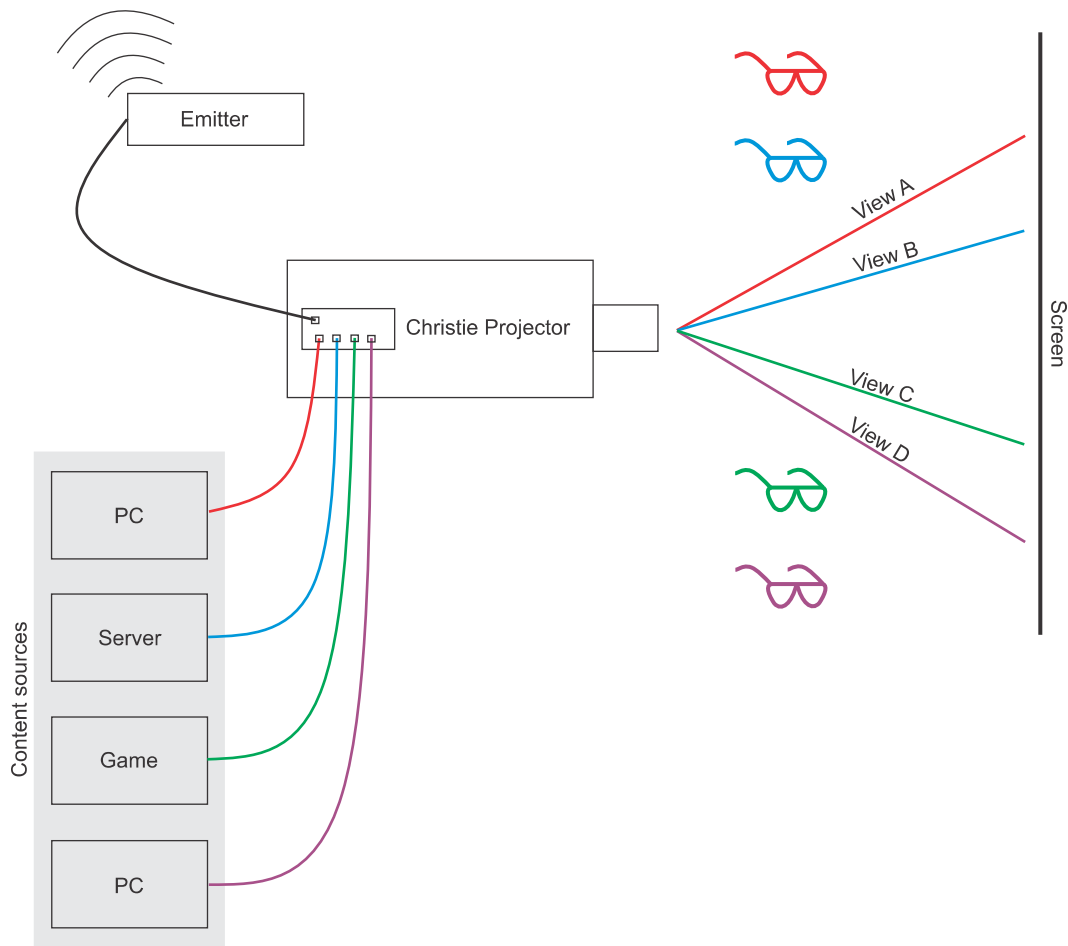 Emitter
Christie Projector
View A
View B
View C
View D
Screen
Content sources
PC
Server
Game
PC